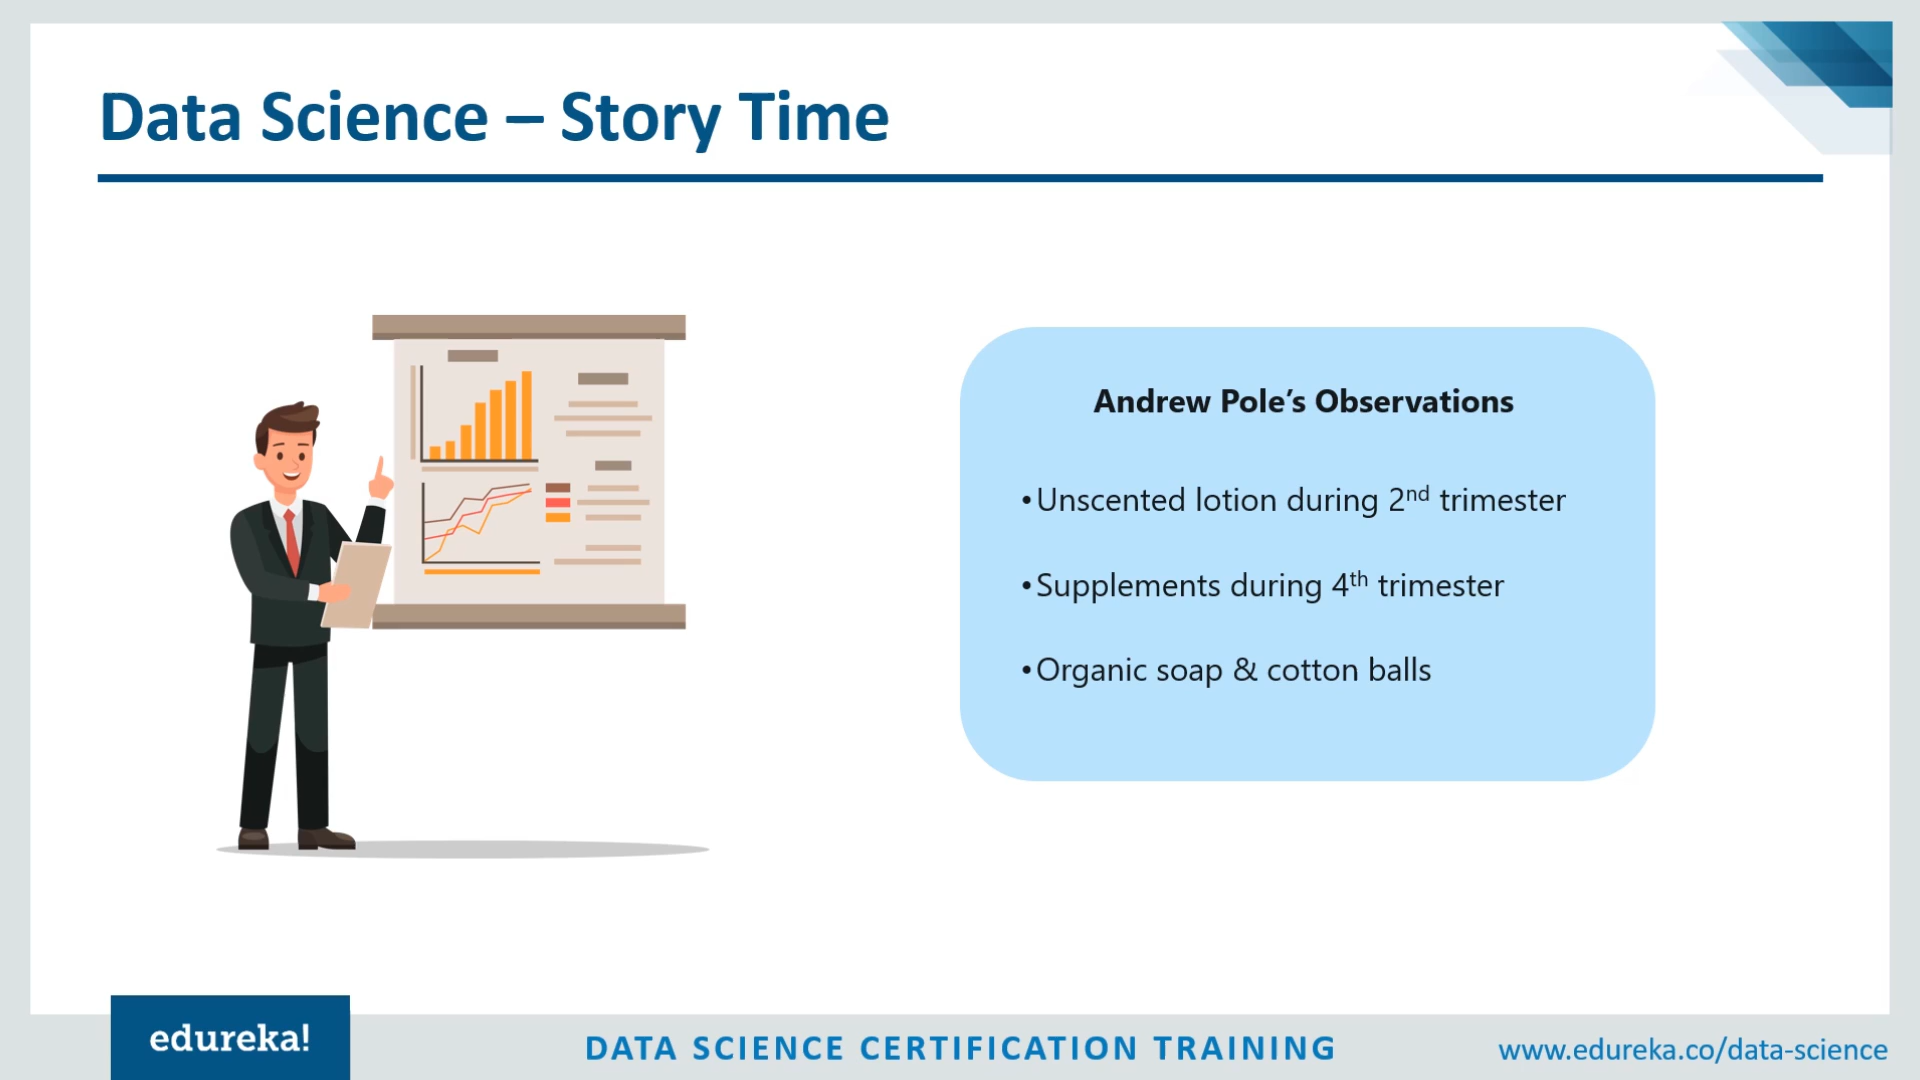 Data Science – Story Time
Andrew Pole’s Observations
•Unscented lotion during 2nd trimester
•Supplements during 4th trimester
•Organic soap & cotton balls
edureka!
DATA SCIENCE CERTIFICATION TRAINING
www.edureka.co/data-science